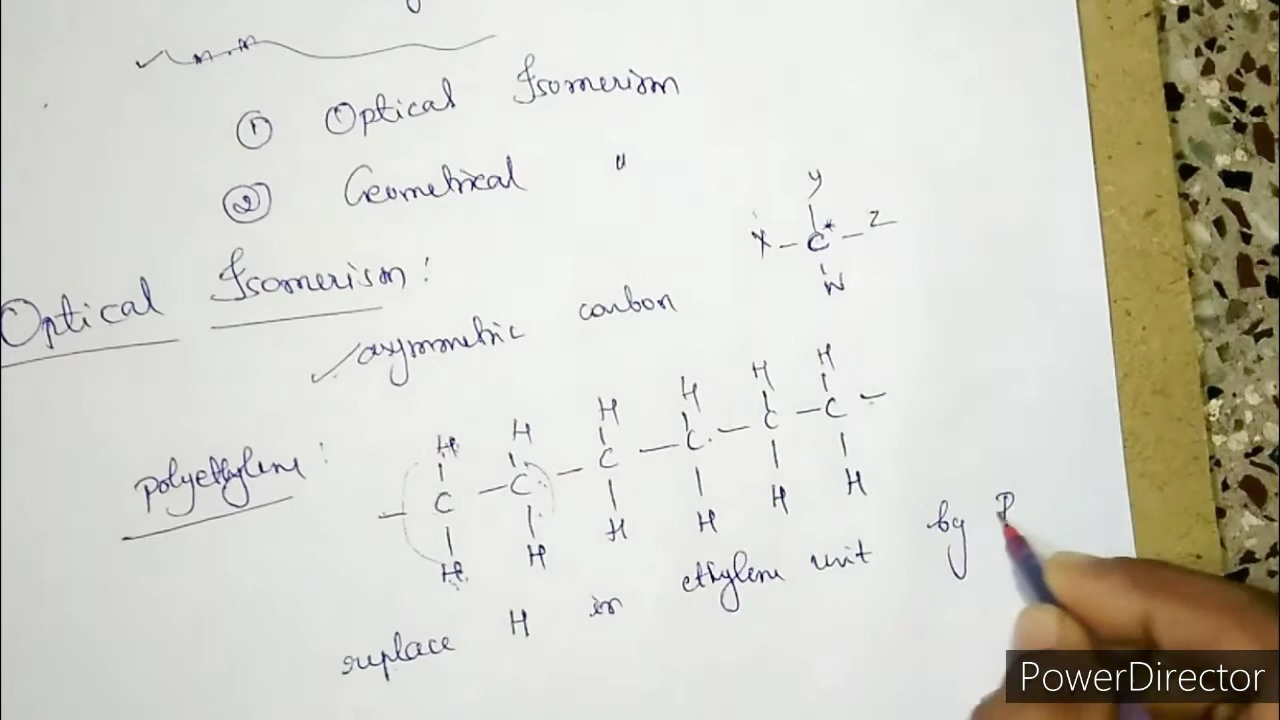 ① Optical Isomerism
② Geometrical "
Y
X - C* - Z
W
Optical Isomerism:
✓ asymmetric carbon
H H H H H H
polyethylene: - C - C - C - C - C - C -
H H H H H H
replace H in ethylene unit by P
PowerDirector